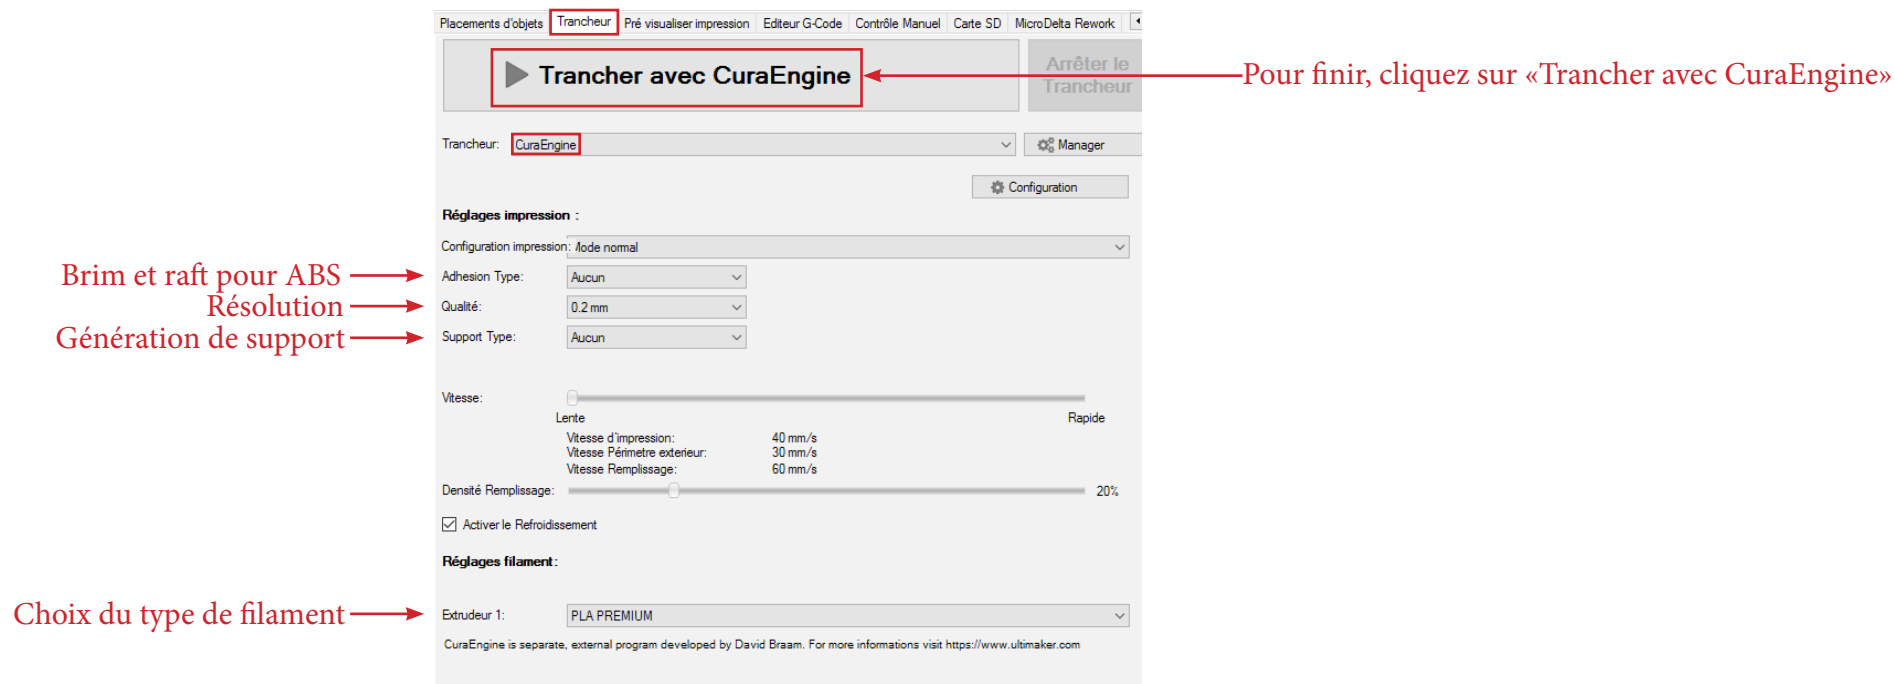 Placements d'objets Trancheur Pré visualiser impression Editeur G-Code Contrôle Manuel Carte SD MicroDelta Rework
Trancher avec CuraEngine
Arrêter le
Trancheur
Pour finir, cliquez sur «Trancher avec CuraEngine»
Trancheur: CuraEngine Manager
Configuration
Réglages impression :
Configuration impression: Mode normal
Brim et raft pour ABS Adhesion Type: Aucun
Résolution Qualité: 0.2 mm
Génération de support Support Type: Aucun
Vitesse:
Lente Rapide
Vitesse d'impression: 40 mm/s
Vitesse Périmetre exterieur: 30 mm/s
Vitesse Remplissage: 60 mm/s
Densité Remplissage: 20%
Activer le Refroidissement
Réglages filament:
Choix du type de filament Extrudeur 1: PLA PREMIUM
CuraEngine is separate, external program developed by David Braam. For more informations visit https://www.ultimaker.com